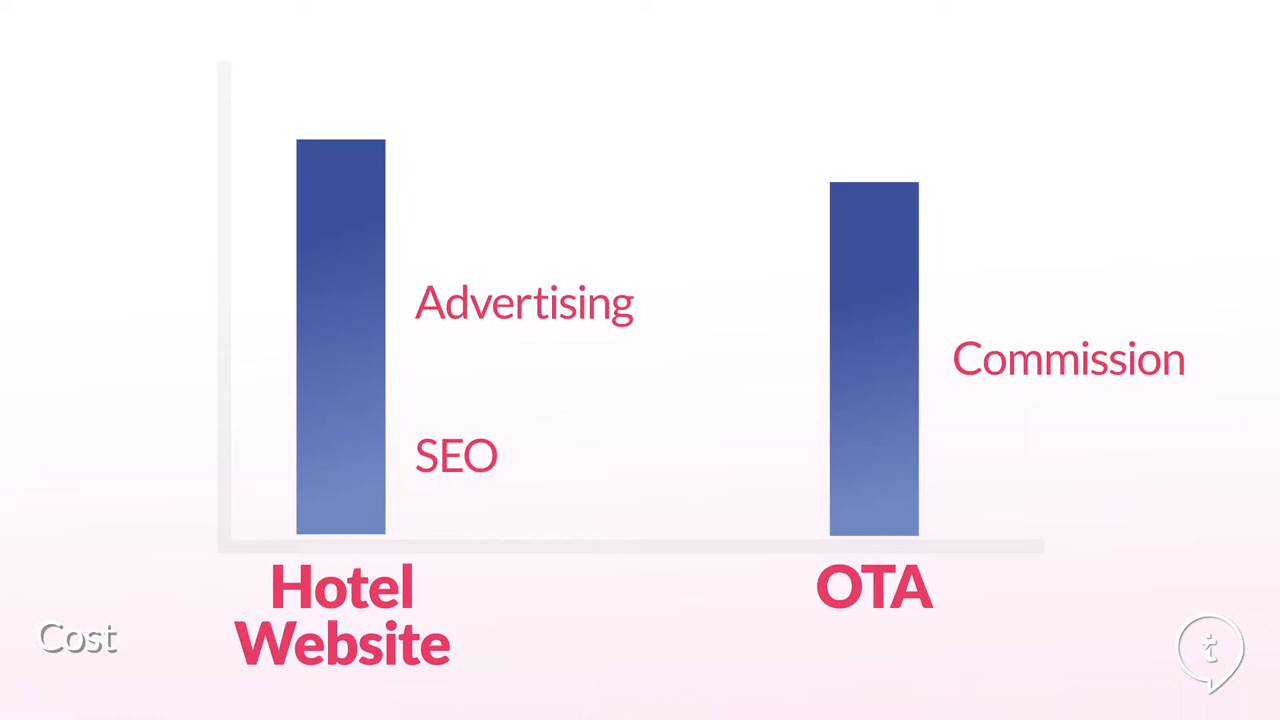 Advertising
SEO
Commission
Hotel
Website
OTA
Cost
t